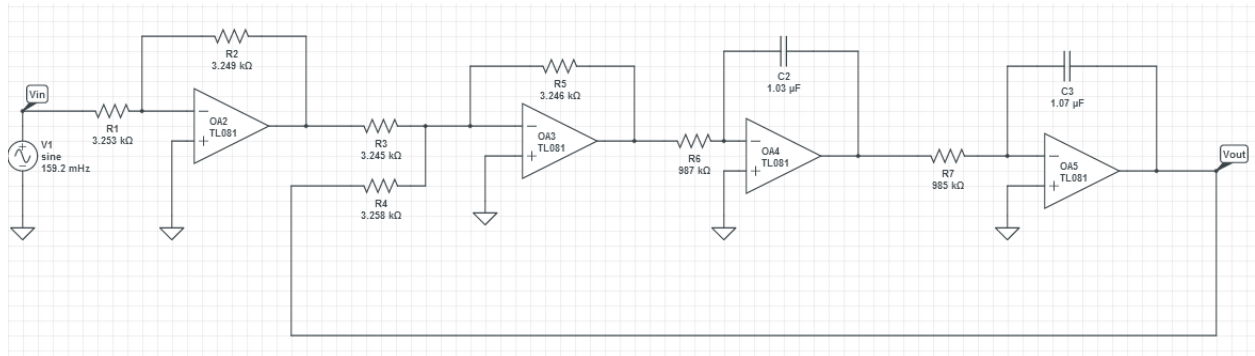 Vin
V1
sine
159.2 mHz
R1
3.253 kΩ
R2
3.249 kΩ
−
+
OA2
TL081
R3
3.245 kΩ
R4
3.258 kΩ
R5
3.246 kΩ
−
+
OA3
TL081
R6
987 kΩ
C2
1.03 µF
−
+
OA4
TL081
R7
985 kΩ
C3
1.07 µF
−
+
OA5
TL081
Vout